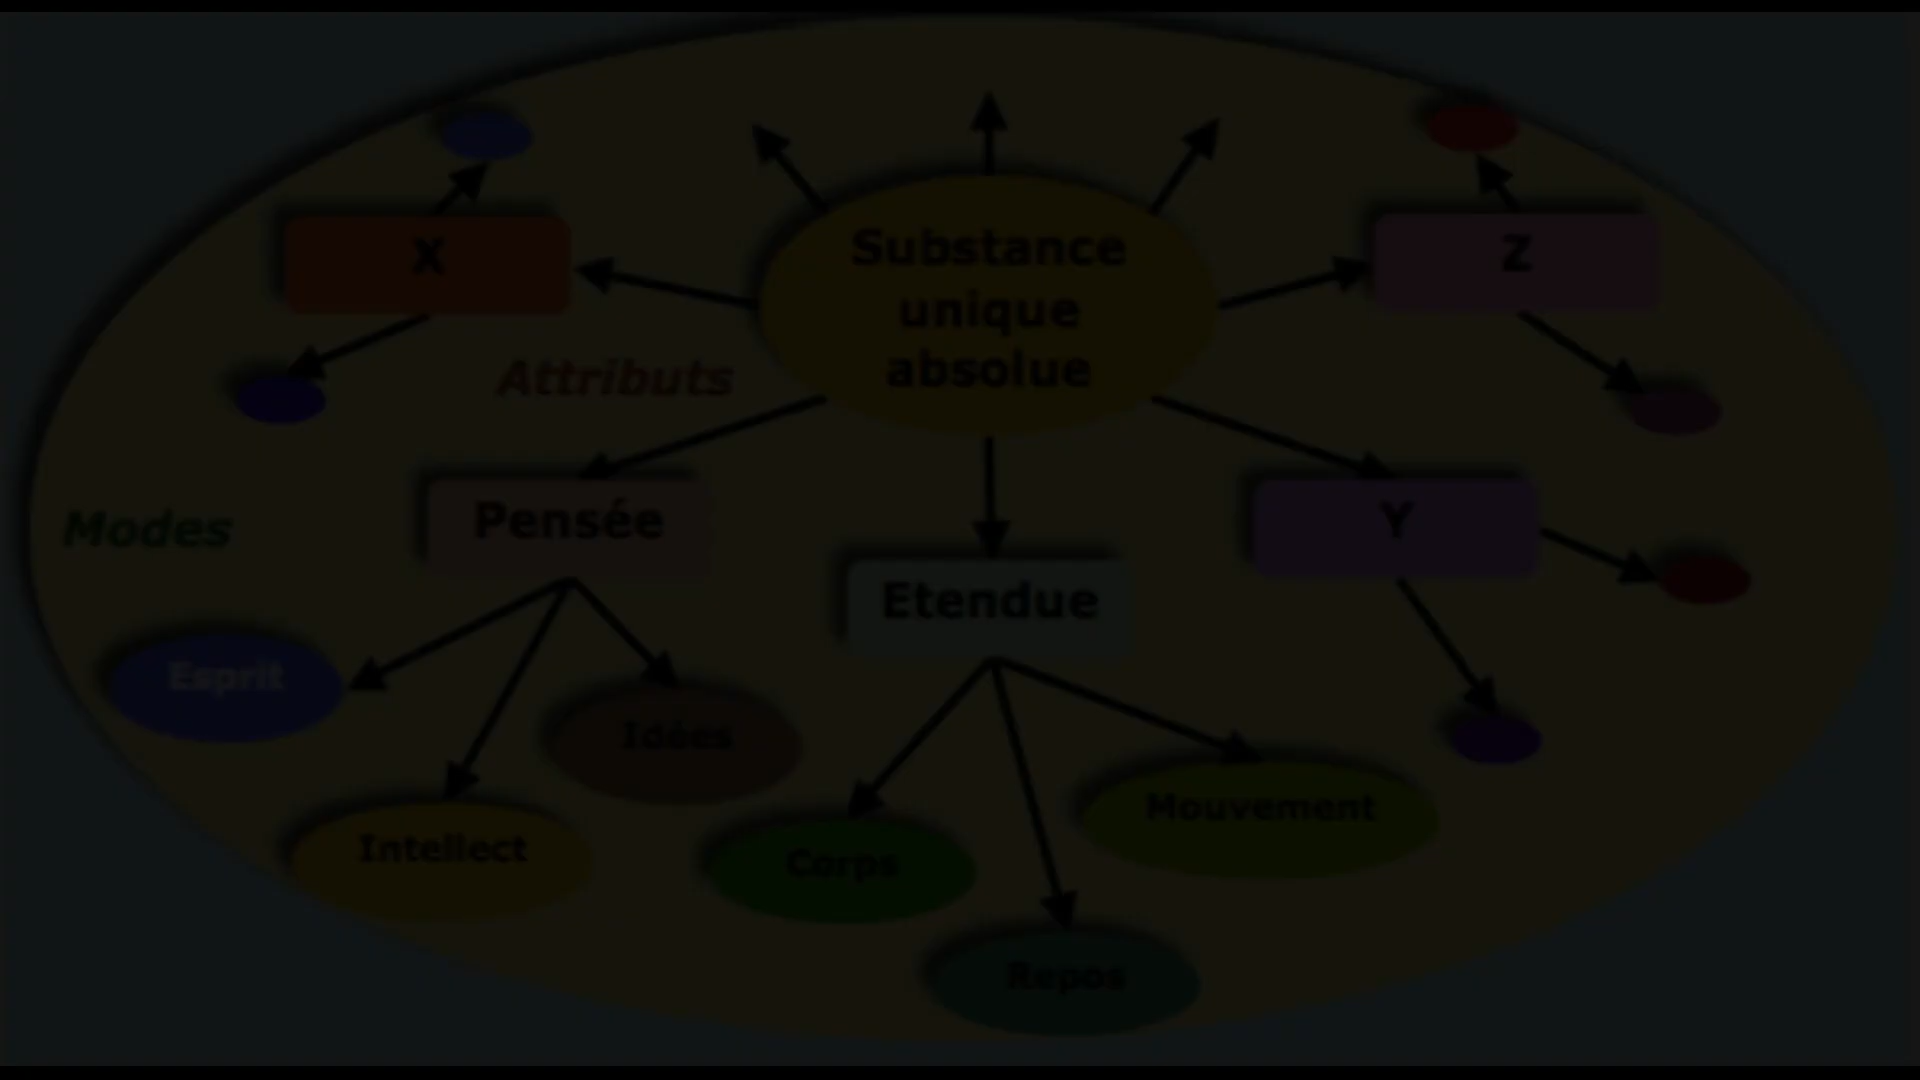 Substance
unique
absolue
X
Z
Attributs
Modes
Pensée
Etendue
Y
Esprit
Idées
Intellect
Corps
Mouvement
Repos